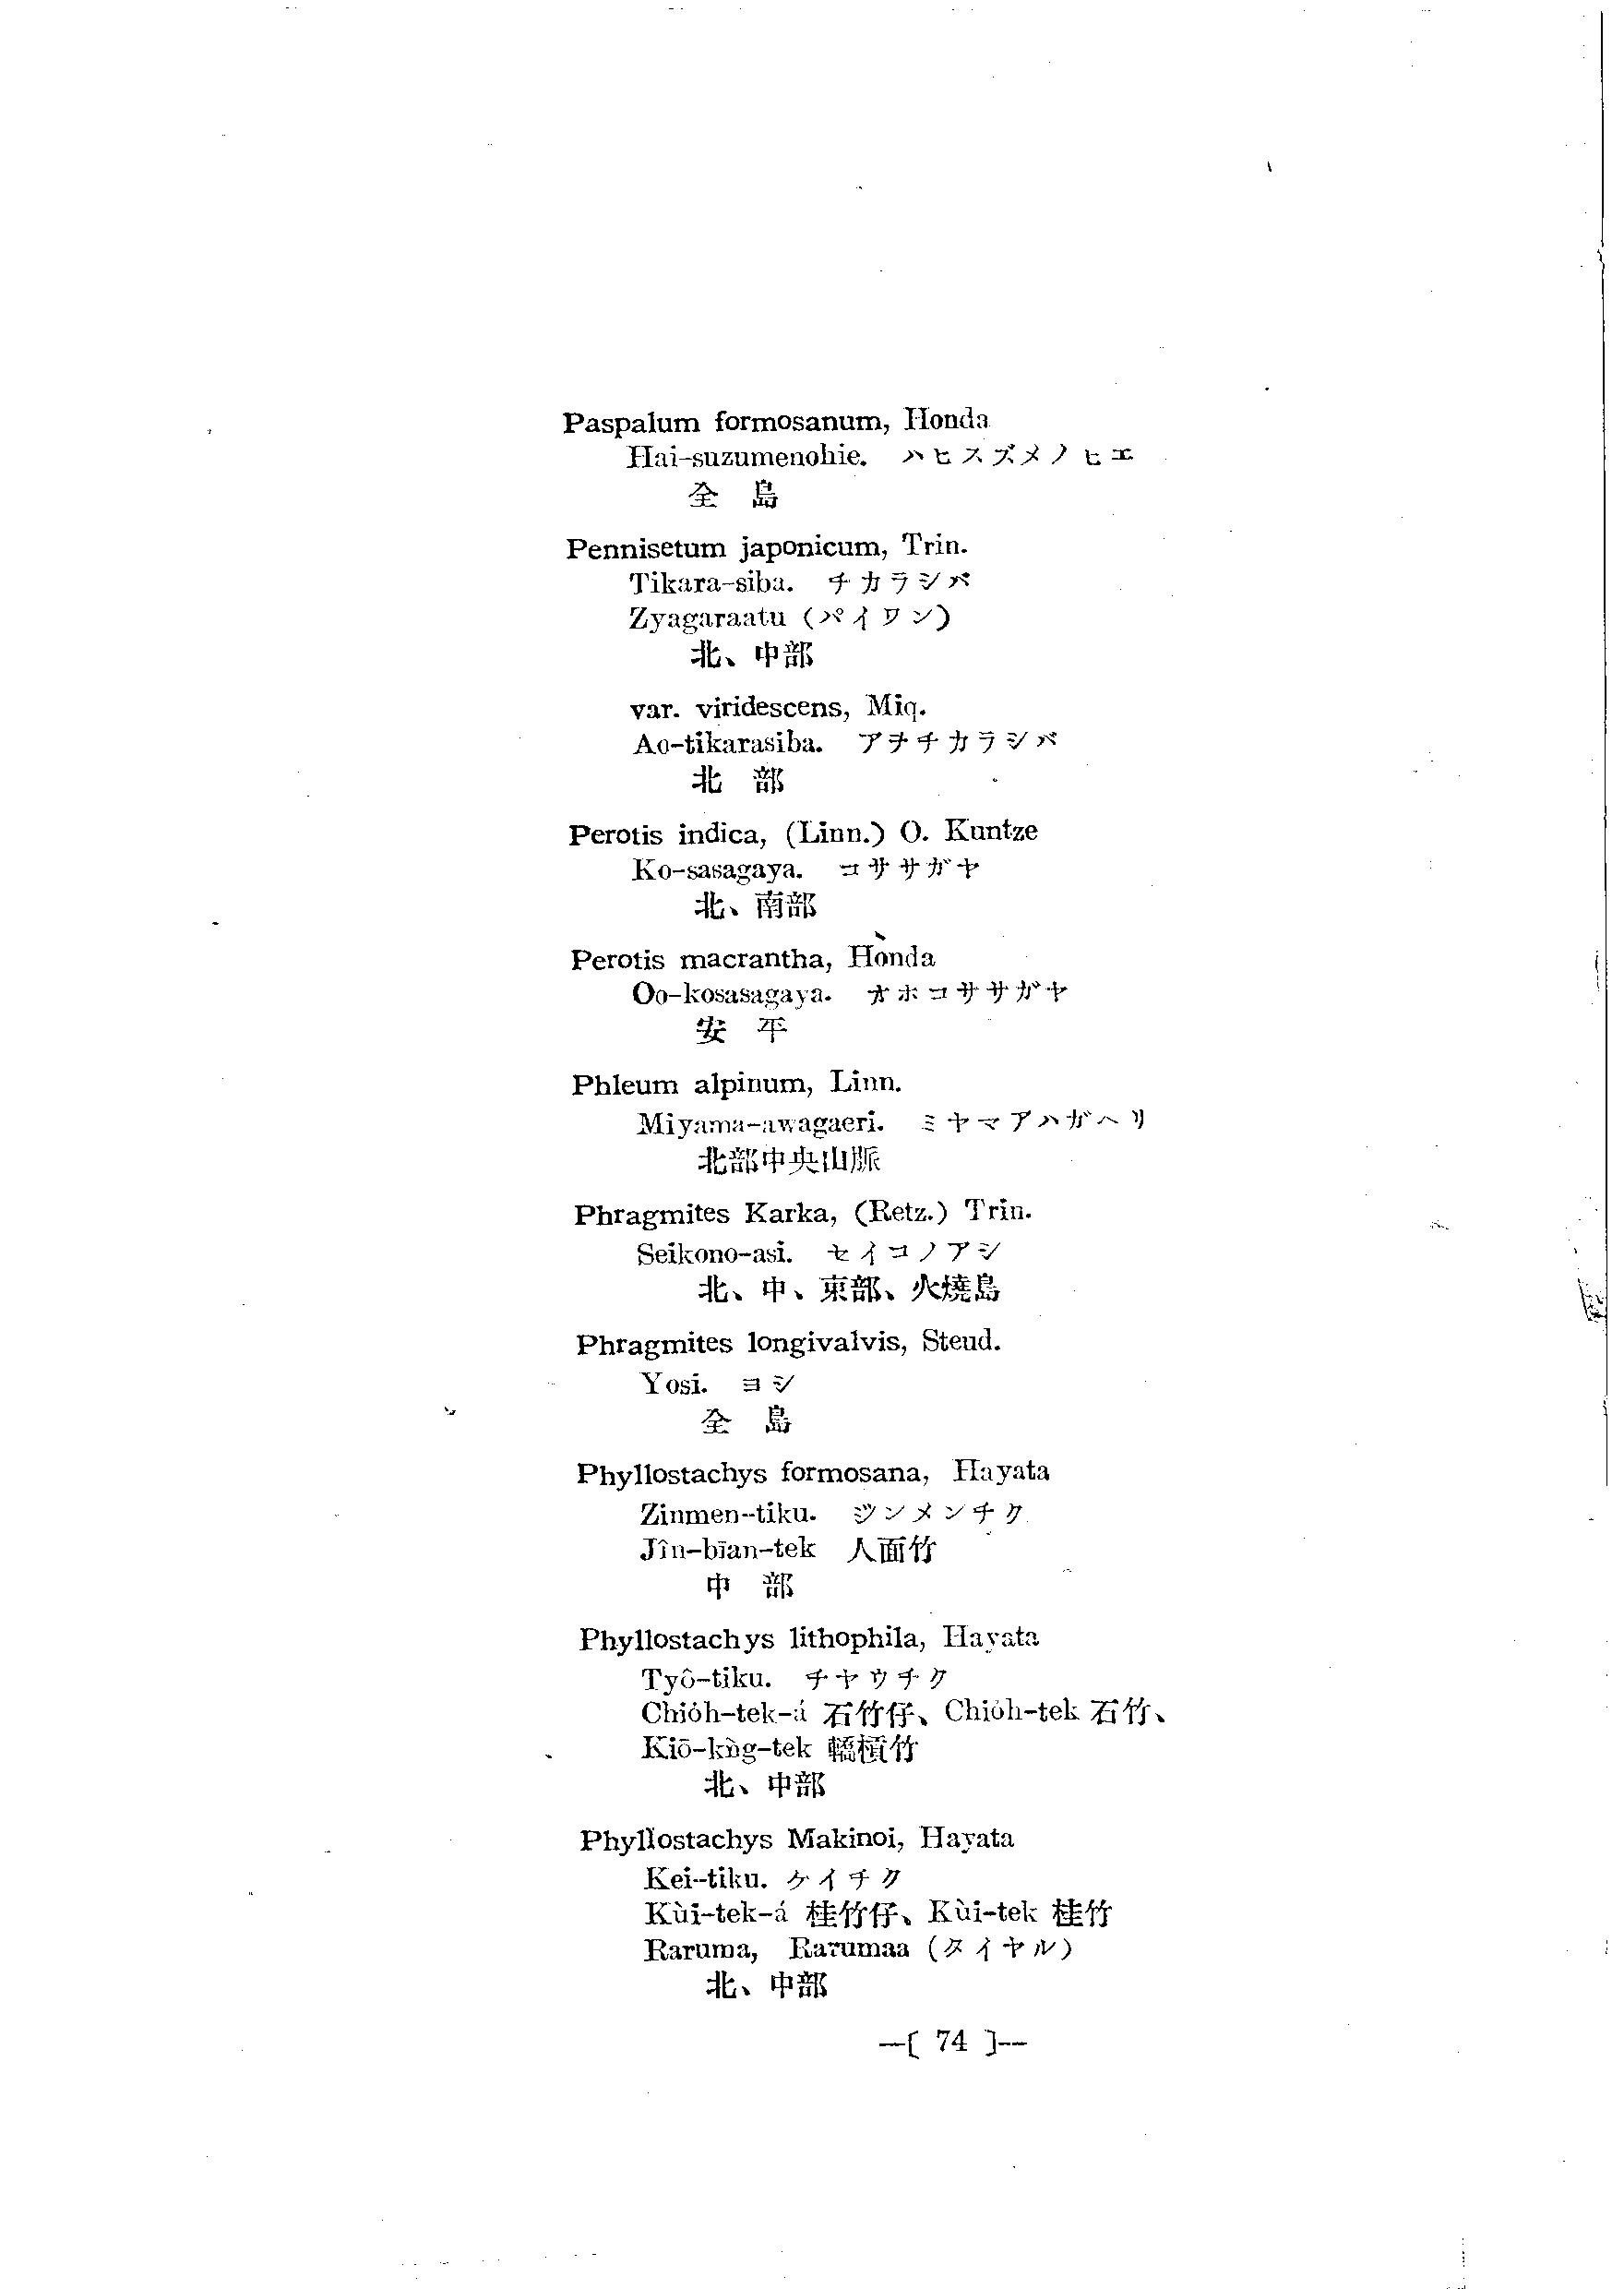 Paspalum formosanum, Honda
Hai-suzumenohie. ハヒスズメノヒエ
全 島
Pennisetum japonicum, Trin.
Tikara-siba. チカラシバ
Zyagaraatu (パイワン)
北、中部
var. viridescens, Miq.
Ao-tikarasiba. アヲチカラシバ
北 部
Perotis indica, (Linn.) O. Kuntze
Ko-sasagaya. コササガヤ
北、南部
Perotis macrantha, Honda
Oo-kosasagaya. オホコササガヤ
安 平
Phleum alpinum, Linn.
Miyama-awagaeri. ミヤマアハガヘリ
北部中央山脈
Phragmites Karka, (Retz.) Trin.
Seikono-asi. セイコノアシ
北、中、東部、火燒島
Phragmites longivalvis, Steud.
Yosi. ヨシ
全 島
Phyllostachys formosana, Hayata
Zinmen-tiku. ジンメンチク
Jîn-bīan-tek 人面竹
中 部
Phyllostachys lithophila, Hayata
Tyô-tiku. チヤウチク
Chióh-tek-á 石竹仔、Chióh-tek 石竹、
Kiō-kǹg-tek 轎槓竹
北、中部
Phyllostachys Makinoi, Hayata
Kei-tiku. ケイチク
Kùi-tek-á 桂竹仔、Kùi-tek 桂竹
Raruma, Rarumaa (タイヤル)
北、中部
—[ 74 ]—